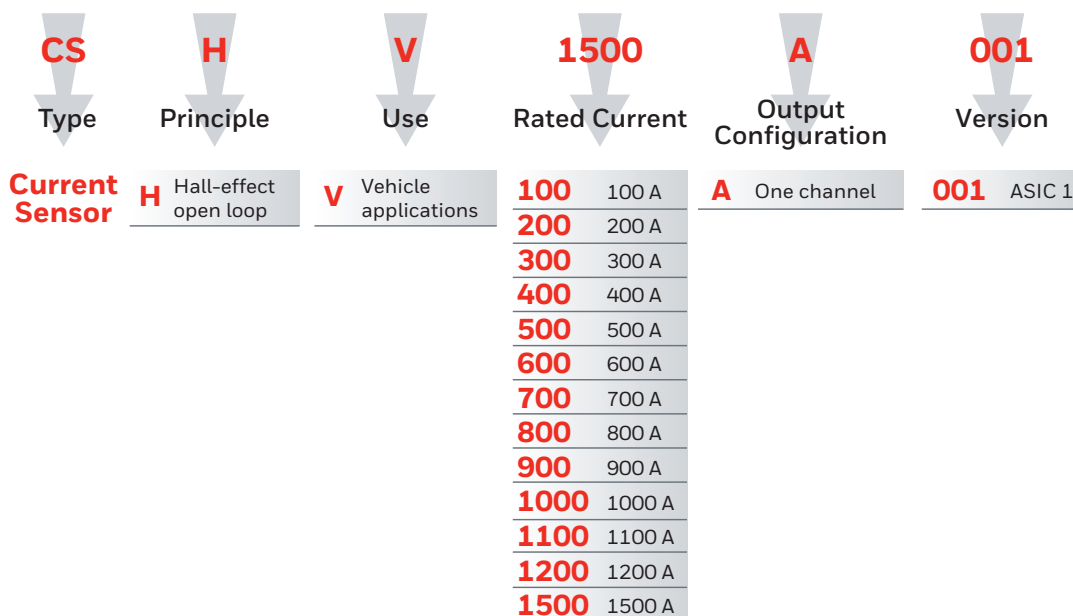 CS H V 1500 A 001
Type Principle Use Rated Current Output Configuration Version
Current Sensor
H Hall-effect open loop
V Vehicle applications
100 100 A
200 200 A
300 300 A
400 400 A
500 500 A
600 600 A
700 700 A
800 800 A
900 900 A
1000 1000 A
1100 1100 A
1200 1200 A
1500 1500 A
A One channel
001 ASIC 1